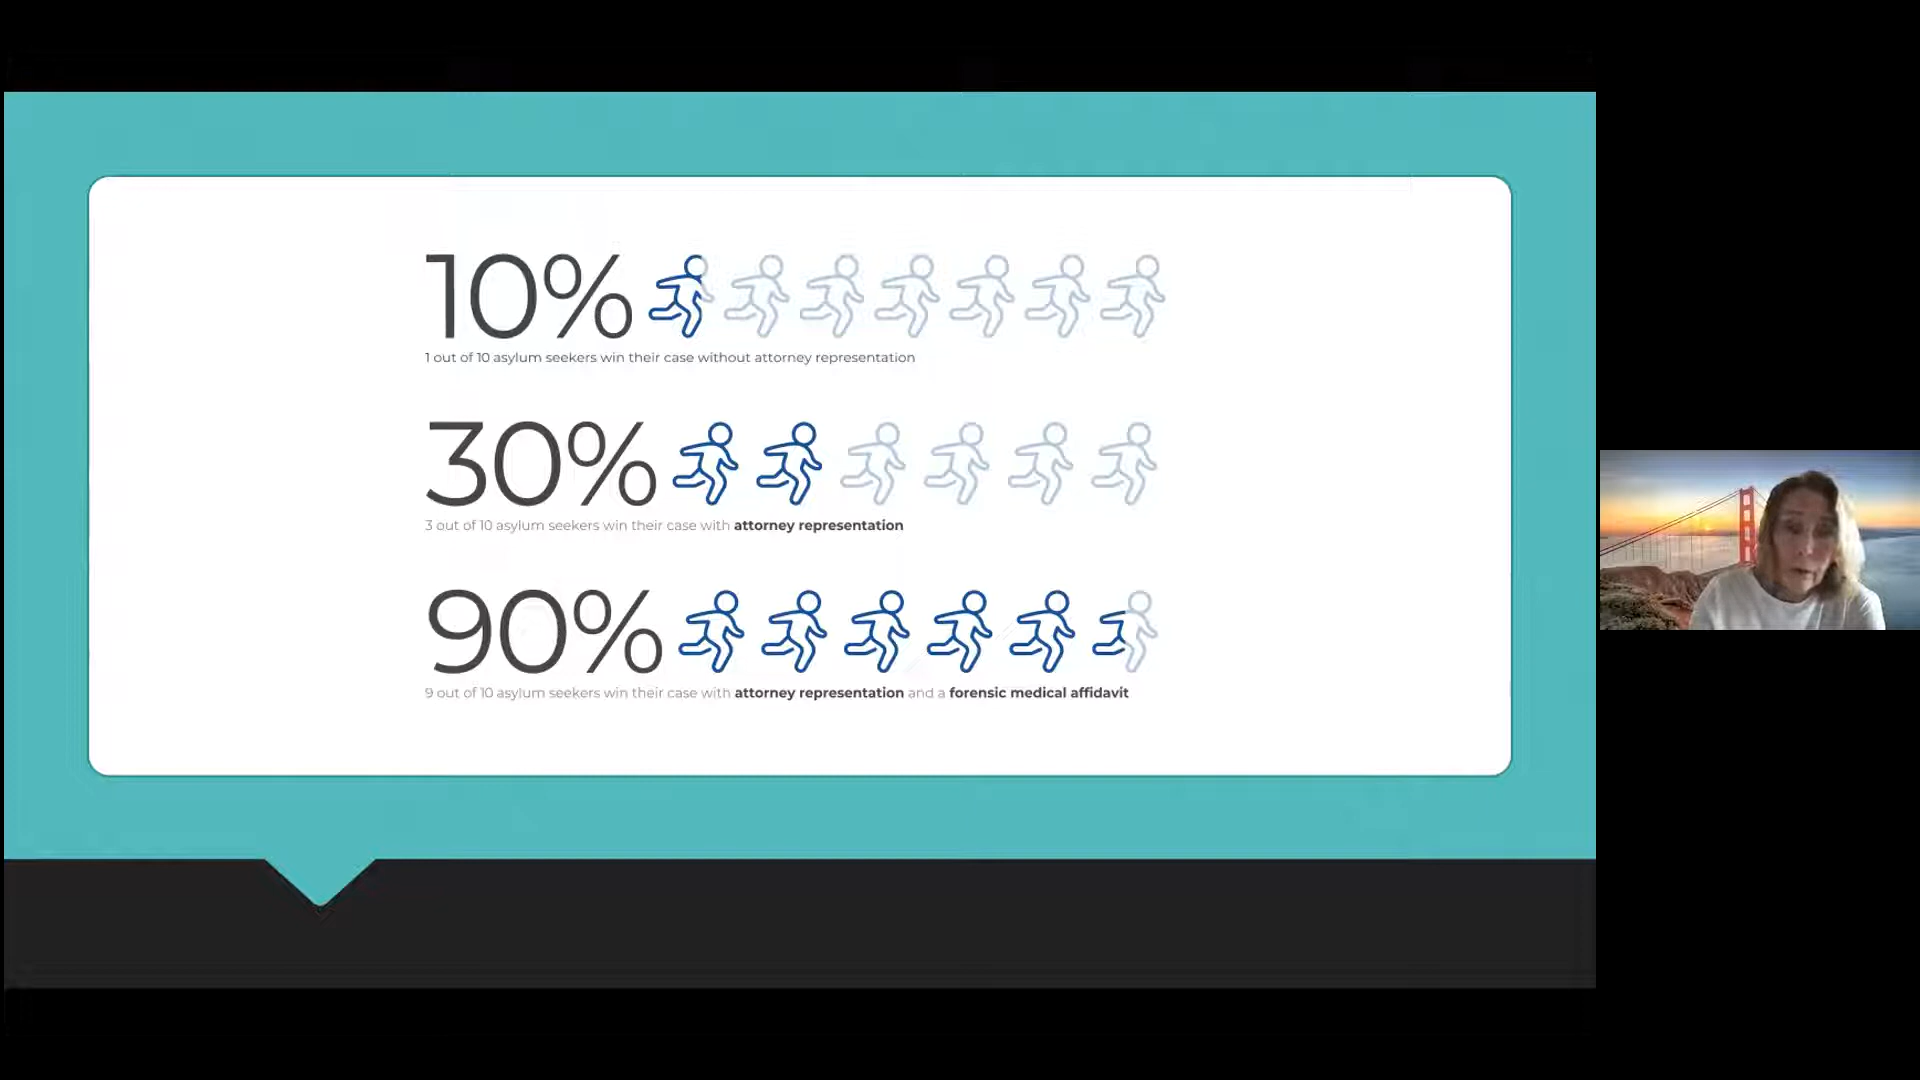 10%
1 out of 10 asylum seekers win their case without attorney representation
30%
3 out of 10 asylum seekers win their case with attorney representation
90%
9 out of 10 asylum seekers win their case with attorney representation and a forensic medical affidavit